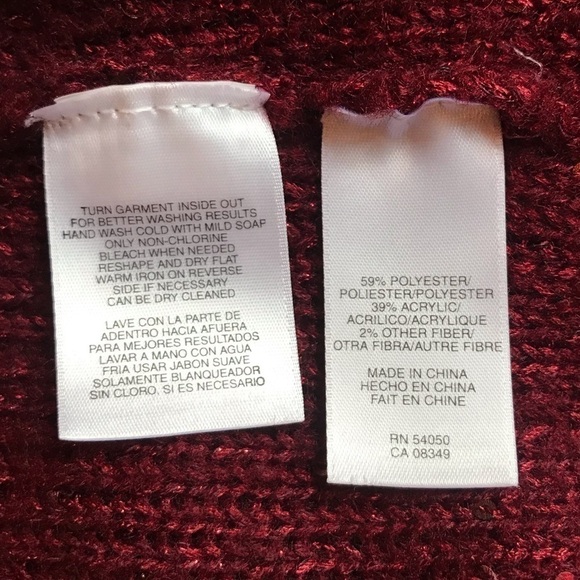 TURN GARMENT INSIDE OUT
FOR BETTER WASHING RESULTS
HAND WASH COLD WITH MILD SOAP
ONLY NON-CHLORINE
BLEACH WHEN NEEDED
RESHAPE AND DRY FLAT
WARM IRON ON REVERSE
SIDE IF NECESSARY
CAN BE DRY CLEANED
LAVE CON LA PARTE DE
ADENTRO HACIA AFUERA
PARA MEJORES RESULTADOS
LAVAR A MANO CON AGUA
FRIA USAR JABON SUAVE
SOLAMENTE BLANQUEADOR
SIN CLORO, SI ES NECESARIO
59% POLYESTER/
POLIESTER/POLYESTER
39% ACRYLIC/
ACRILICO/ACRYLIQUE
2% OTHER FIBER/
OTRA FIBRA/AUTRE FIBRE
MADE IN CHINA
HECHO EN CHINA
FAIT EN CHINE
RN 54050
CA 08349